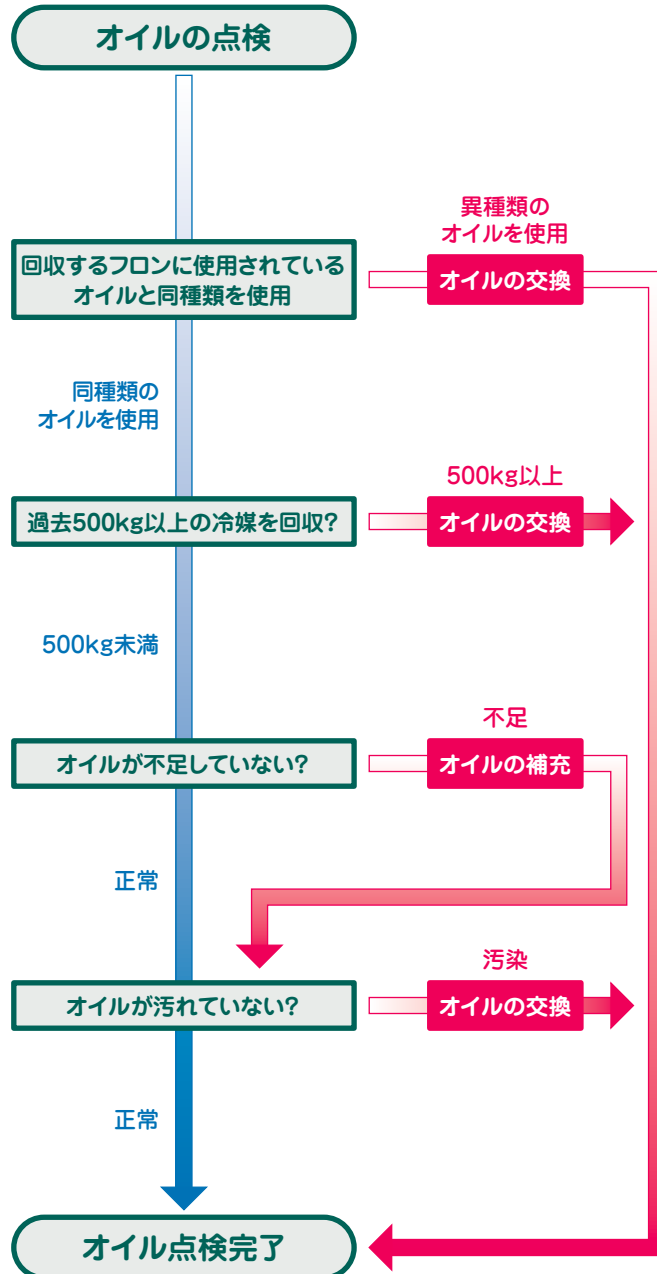 オイルの点検
異種類の
オイルを使用
回収するフロンに使用されている
オイルと同種類を使用
オイルの交換
同種類の
オイルを使用
500kg以上
過去500kg以上の冷媒を回収?
オイルの交換
500kg未満
不足
オイルが不足していない?
オイルの補充
正常
汚染
オイルが汚れていない?
オイルの交換
正常
オイル点検完了